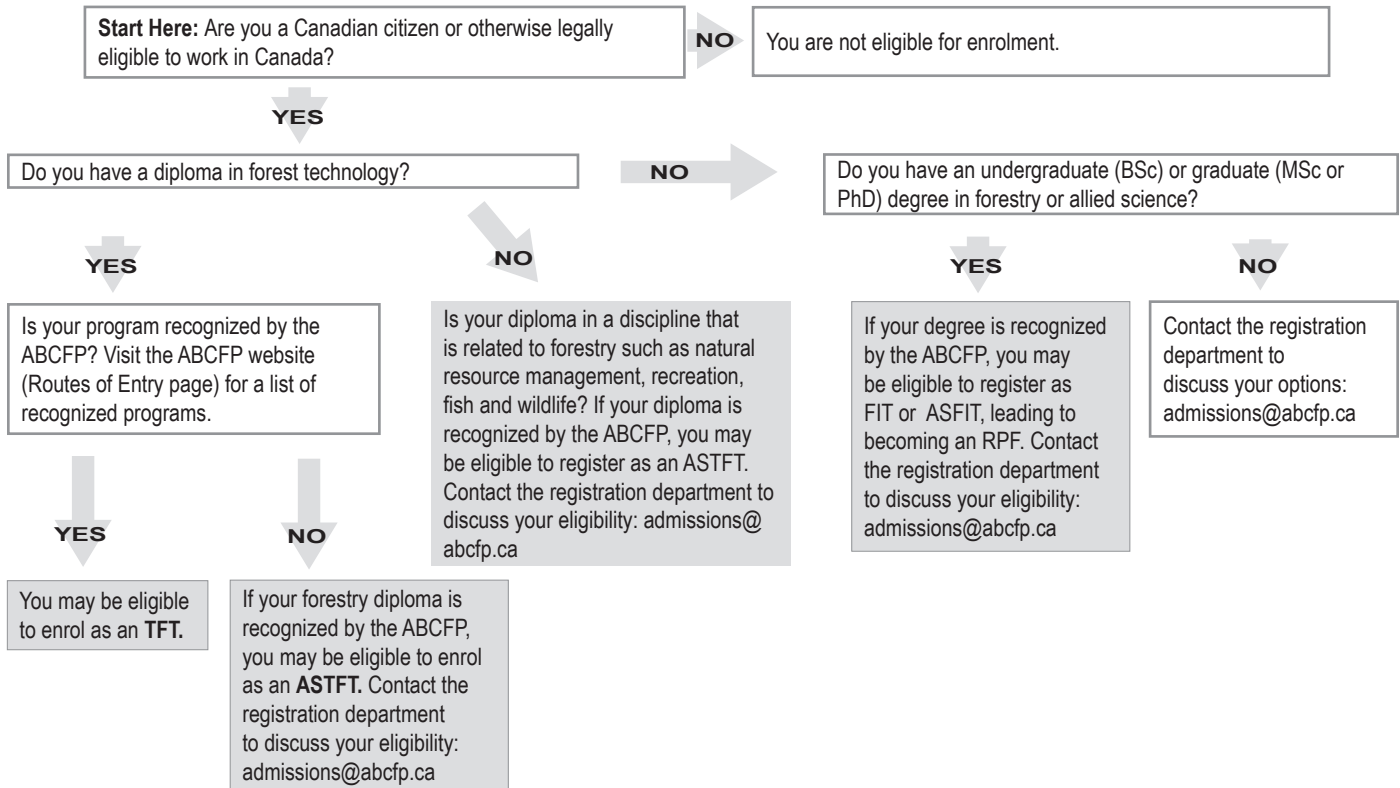 Start Here: Are you a Canadian citizen or otherwise legally
eligible to work in Canada?
NO
You are not eligible for enrolment.
YES
Do you have a diploma in forest technology?
NO
Do you have an undergraduate (BSc) or graduate (MSc or
PhD) degree in forestry or allied science?
YES
NO
YES
NO
Is your program recognized by the
ABCFP? Visit the ABCFP website
(Routes of Entry page) for a list of
recognized programs.
Is your diploma in a discipline that
is related to forestry such as natural
resource management, recreation,
fish and wildlife? If your diploma is
recognized by the ABCFP, you may
be eligible to register as an ASTFT.
Contact the registration department to
discuss your eligibility: admissions@
abcfp.ca
If your degree is recognized
by the ABCFP, you may
be eligible to register as
FIT or ASFIT, leading to
becoming an RPF. Contact
the registration department
to discuss your eligibility:
admissions@abcfp.ca
Contact the registration
department to
discuss your options:
admissions@abcfp.ca
YES
NO
You may be eligible
to enrol as an TFT.
If your forestry diploma is
recognized by the ABCFP,
you may be eligible to enrol
as an ASTFT. Contact the
registration department
to discuss your eligibility:
admissions@abcfp.ca